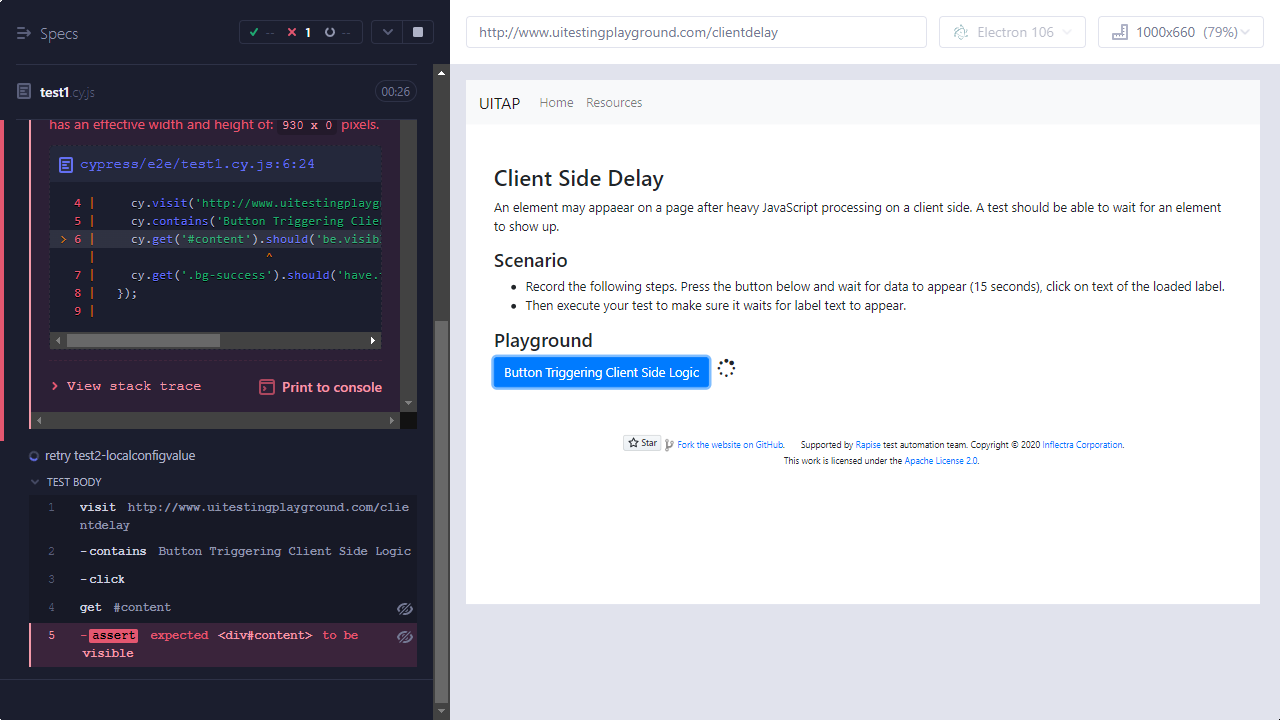 Specs
-- 1 --
test1.cy.js 00:26
has an effective width and height of: 930 x 0 pixels.
cypress/e2e/test1.cy.js:6:24
4 | cy.visit('http://www.uitestingplayg
5 | cy.contains('Button Triggering Clie
> 6 | cy.get('#content').should('be.visib
| ^
7 | cy.get('.bg-success').should('have.
8 | });
9 |
> View stack trace Print to console
retry test2-localconfigvalue
TEST BODY
1 visit http://www.uitestingplayground.com/clie
ntdelay
2 -contains Button Triggering Client Side Logic
3 -click
4 get #content
5 -assert expected <div#content> to be
visible
http://www.uitestingplayground.com/clientdelay
Electron 106
1000x660 (79%)
UITAP Home Resources
Client Side Delay
An element may appaear on a page after heavy JavaScript processing on a client side. A test should be able to wait for an element
to show up.
Scenario
• Record the following steps. Press the button below and wait for data to appear (15 seconds), click on text of the loaded label.
• Then execute your test to make sure it waits for label text to appear.
Playground
Button Triggering Client Side Logic
Star Fork the website on GitHub. Supported by Rapise test automation team. Copyright © 2020 Inflectra Corporation.
This work is licensed under the Apache License 2.0.